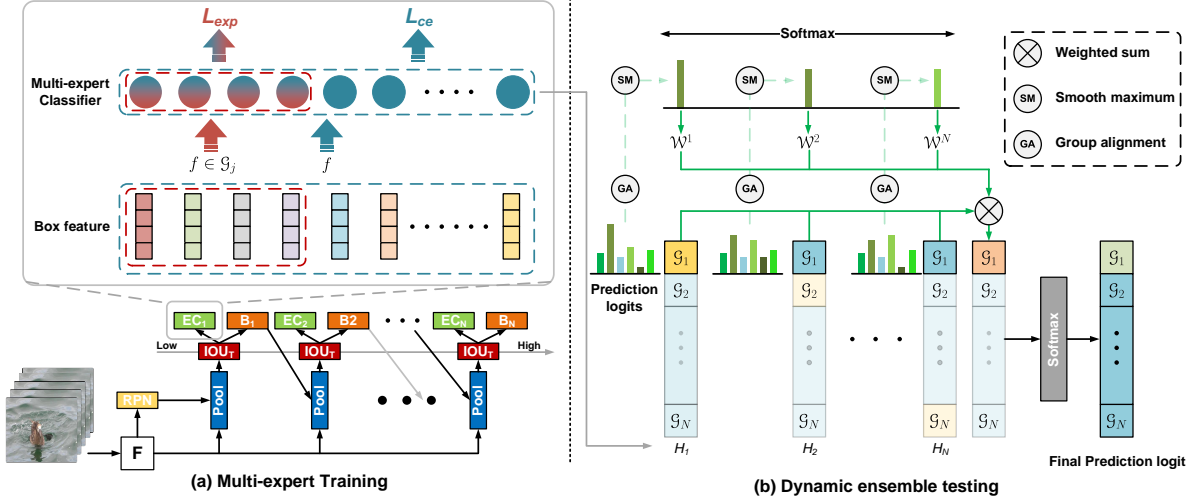 L_exp
L_ce
Multi-expert
Classifier
f ∈ 𝒢_j
f
Box feature
EC_1
B_1
EC_2
B2
EC_N
B_N
Low
IOU_T
IOU_T
IOU_T
High
RPN
Pool
Pool
Pool
F
(a) Multi-expert Training
Softmax
SM
SM
SM
𝒲^1
𝒲^2
𝒲^N
GA
GA
GA
Prediction
logits
𝒢_1
𝒢_1
𝒢_1
𝒢_1
𝒢_1
𝒢_2
𝒢_2
𝒢_2
𝒢_2
𝒢_2
𝒢_N
𝒢_N
𝒢_N
𝒢_N
𝒢_N
H_1
H_2
H_N
Softmax
Weighted sum
SM
Smooth maximum
GA
Group alignment
Final Prediction logit
(b) Dynamic ensemble testing